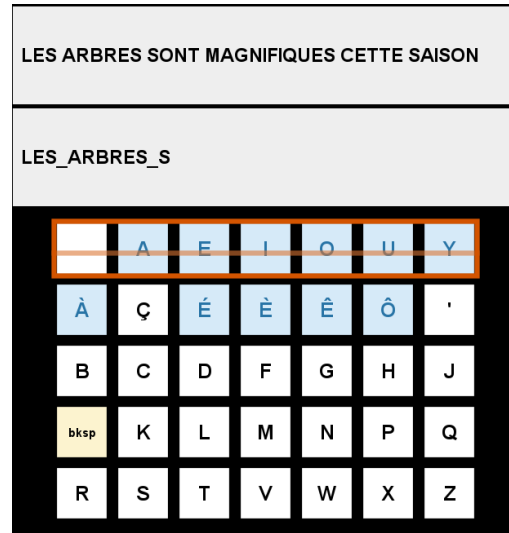 LES ARBRES SONT MAGNIFIQUES CETTE SAISON
LES_ARBRES_S
A E I O U Y
À Ç É È Ê Ô '
B C D F G H J
bksp K L M N P Q
R S T V W X Z